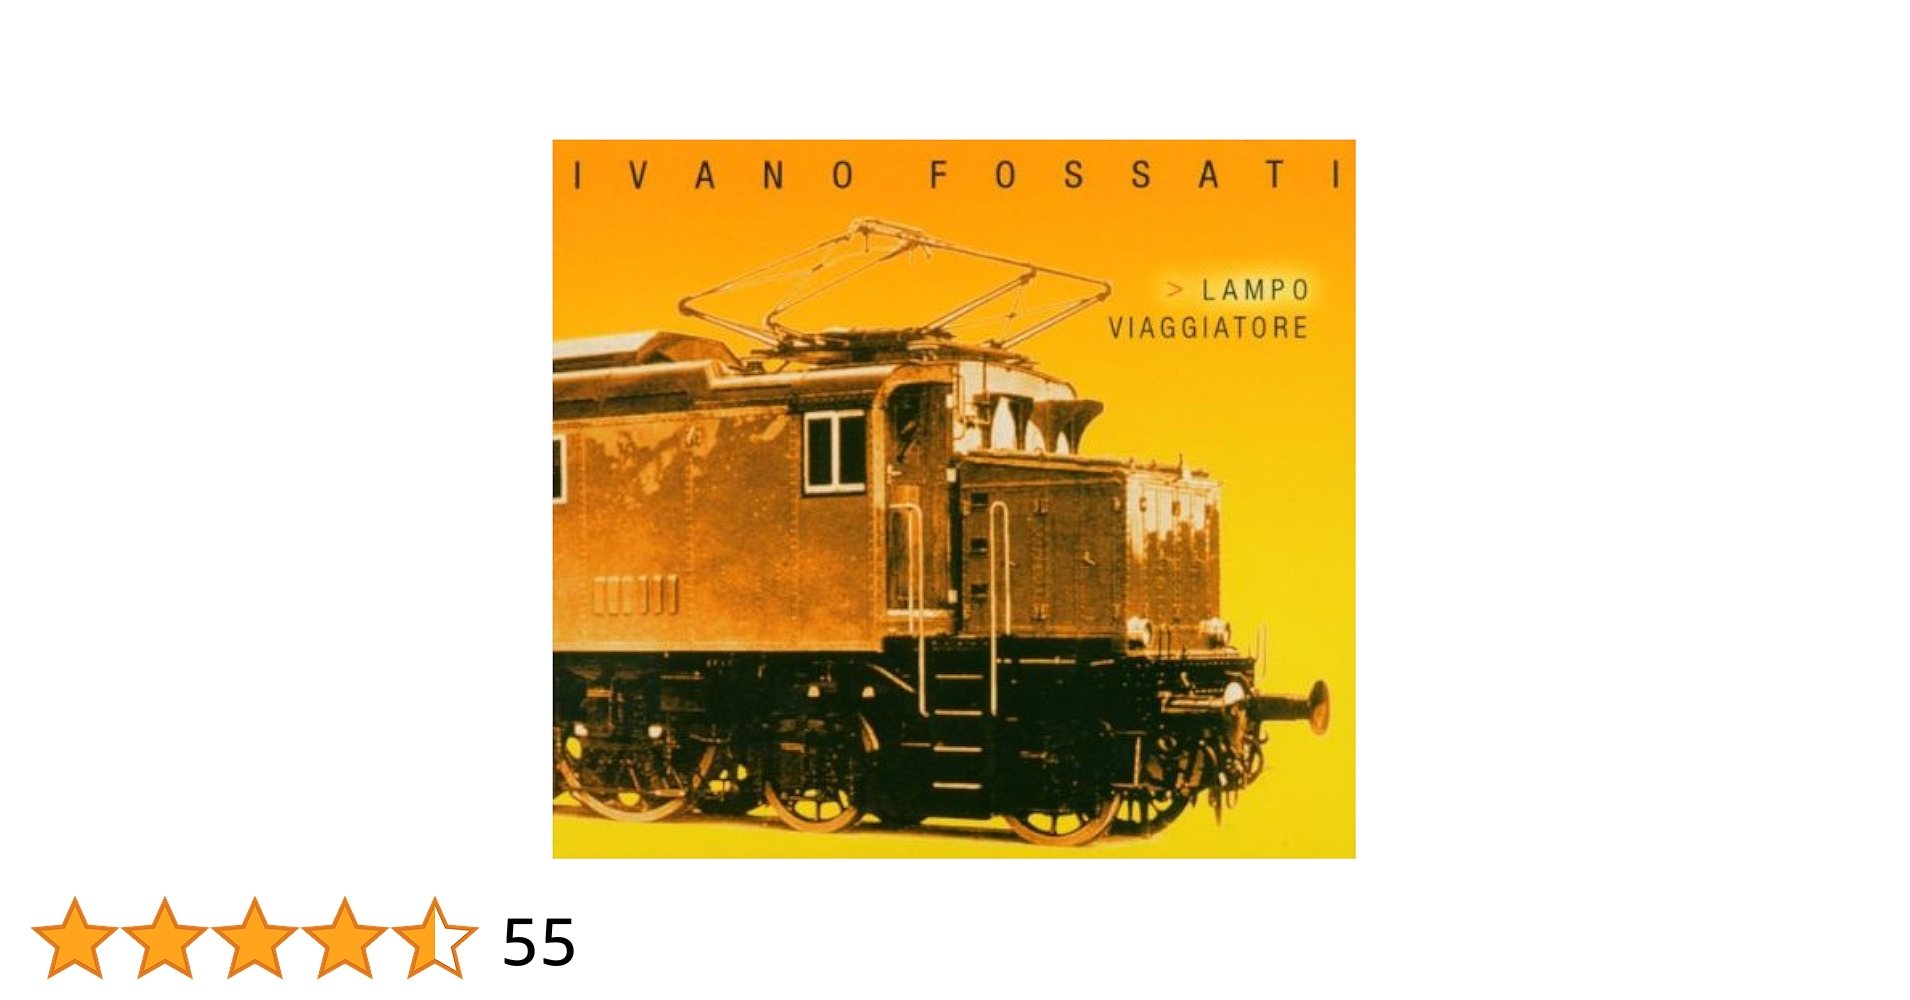 IVANO FOSSATI
> LAMPO
VIAGGIATORE
55